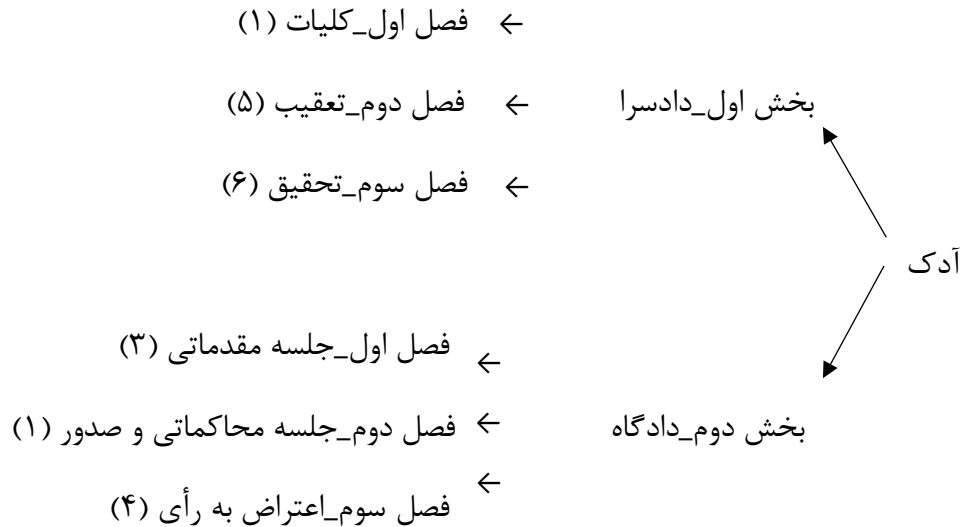 فصل اول_کلیات (۱)
بخش اول_دادسرا ← فصل دوم_تعقیب (۵)
← فصل سوم_تحقیق (۶)
آدک
فصل اول_جلسه مقدماتی (۳)
بخش دوم_دادگاه ← فصل دوم_جلسه محاکماتی و صدور (۱)
فصل سوم_اعتراض به رأی (۴)